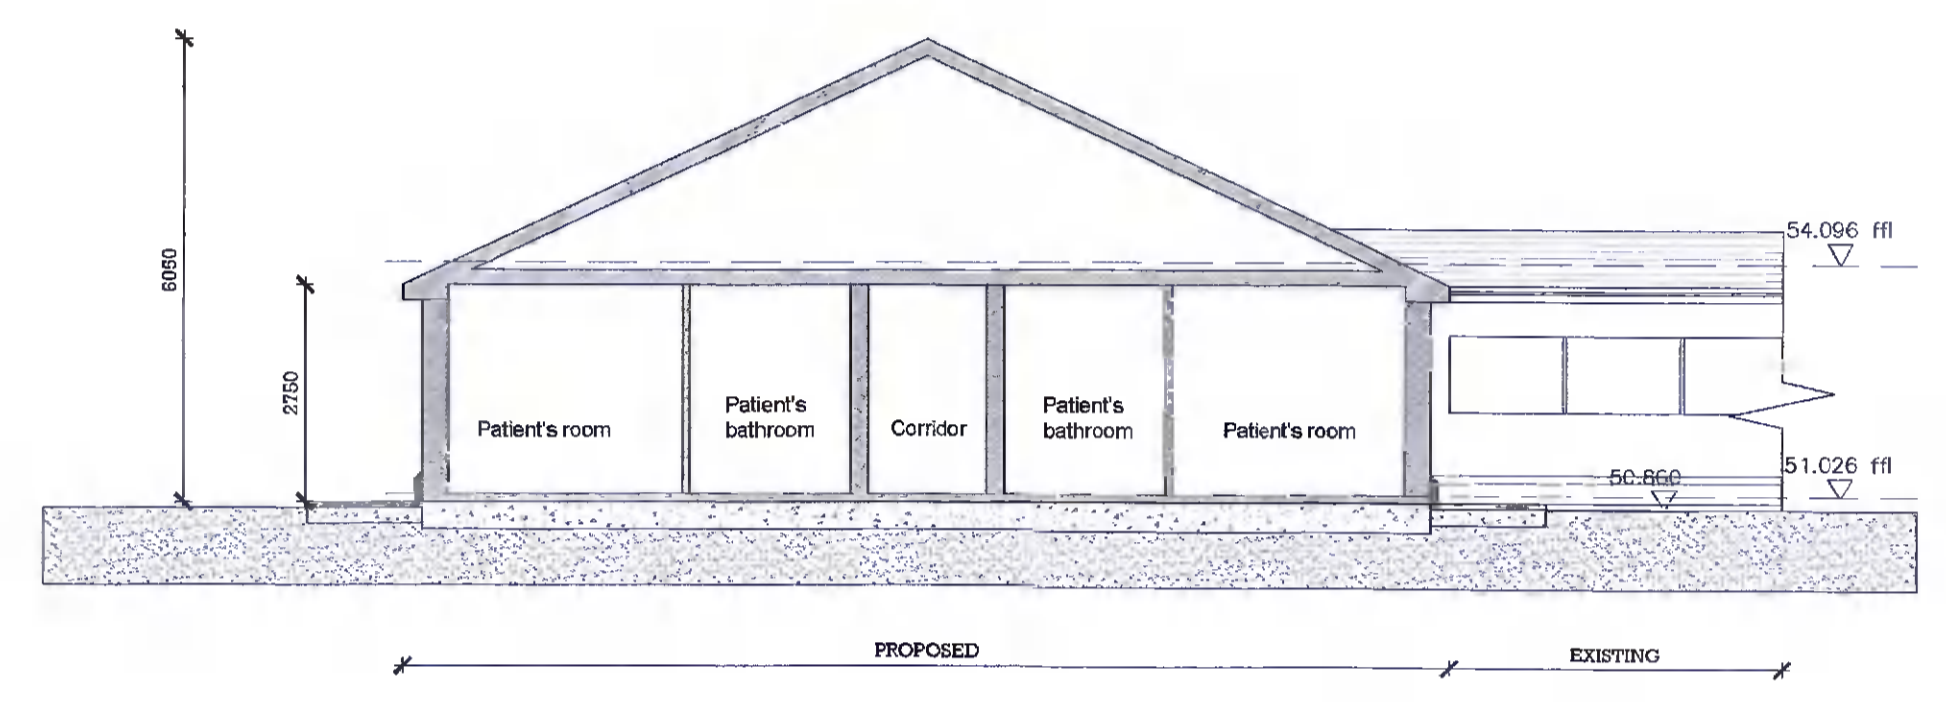 6050
2750
54.096 ffl
Patient's room
Patient's
bathroom
Corridor
Patient's
bathroom
Patient's room
51.026 ffl
50.860
PROPOSED
EXISTING